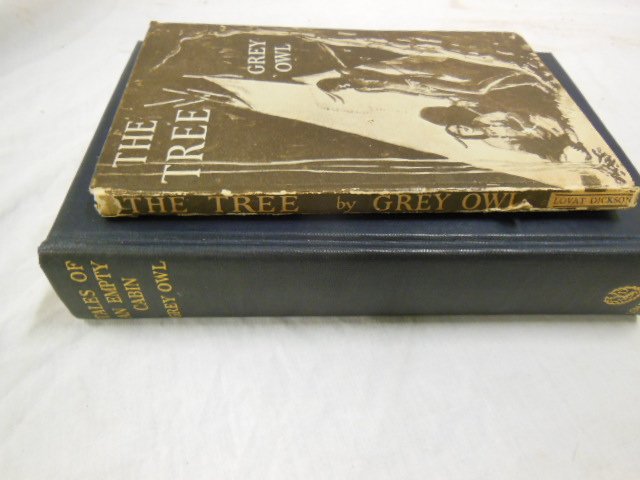 THE
TREE
GREY
OWL
THE TREE by GREY OWL LOVAT DICKSON
TALES OF
AN EMPTY
CABIN
GREY OWL